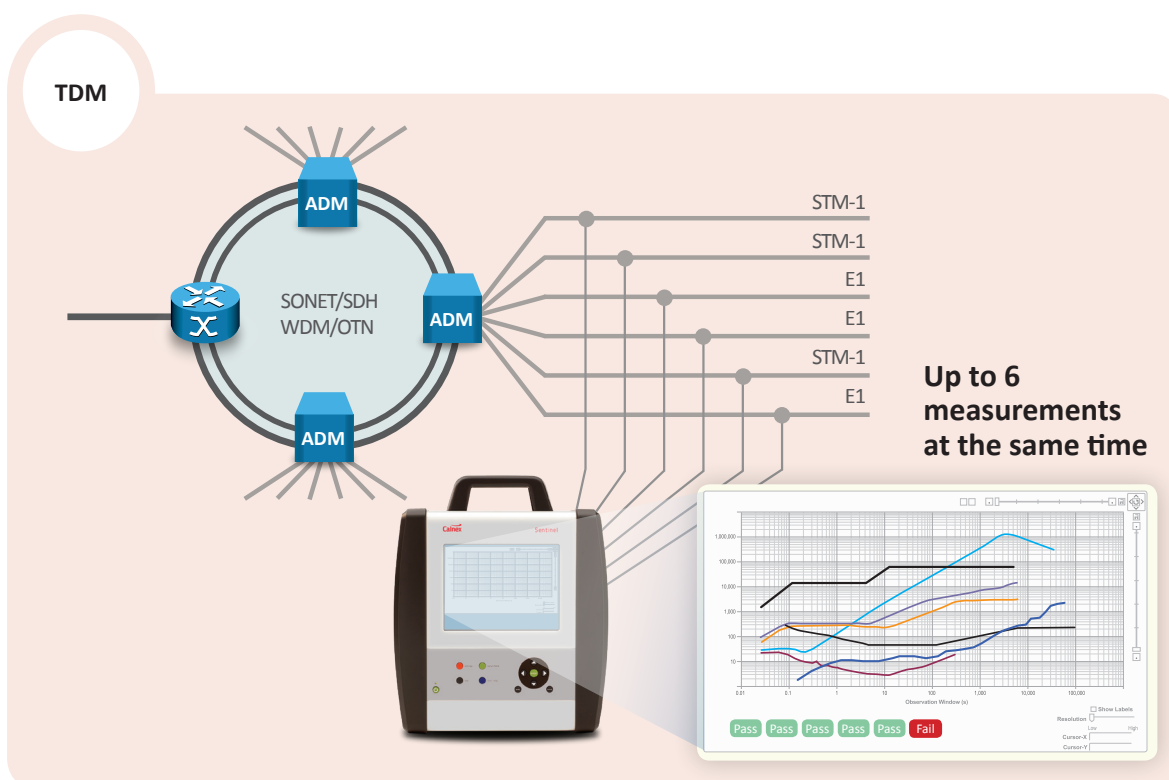 TDM
ADM
ADM
ADM
SONET/SDH
WDM/OTN
STM-1
STM-1
E1
E1
STM-1
E1
Up to 6
measurements
at the same time
Calnex
Sentinel
1,000,000
100,000
10,000
1,000
100
10
0.01
0.1
1
10
100
1,000
10,000
100,000
Observation Window (s)
Show Labels
Resolution
Low
High
Cursor-X
Cursor-Y
Pass
Pass
Pass
Pass
Pass
Fail